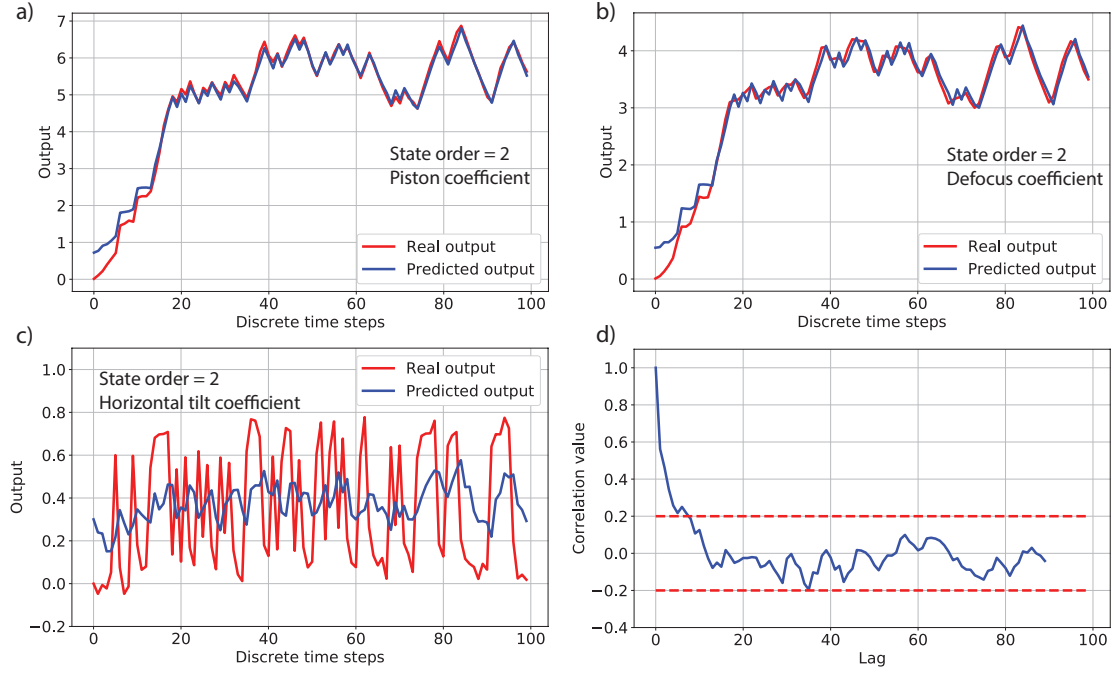 a)
7
6
5
4
3
2
1
0
Output
State order = 2
Piston coefficient
Real output
Predicted output
0 20 40 60 80 100
Discrete time steps
b)
4
3
2
1
0
Output
State order = 2
Defocus coefficient
Real output
Predicted output
0 20 40 60 80 100
Discrete time steps
c)
1.0
0.8
0.6
0.4
0.2
0.0
−0.2
Output
State order = 2
Horizontal tilt coefficient
Real output
Predicted output
0 20 40 60 80 100
Discrete time steps
d)
1.0
0.8
0.6
0.4
0.2
0.0
−0.2
−0.4
Correlation value
0 20 40 60 80 100
Lag